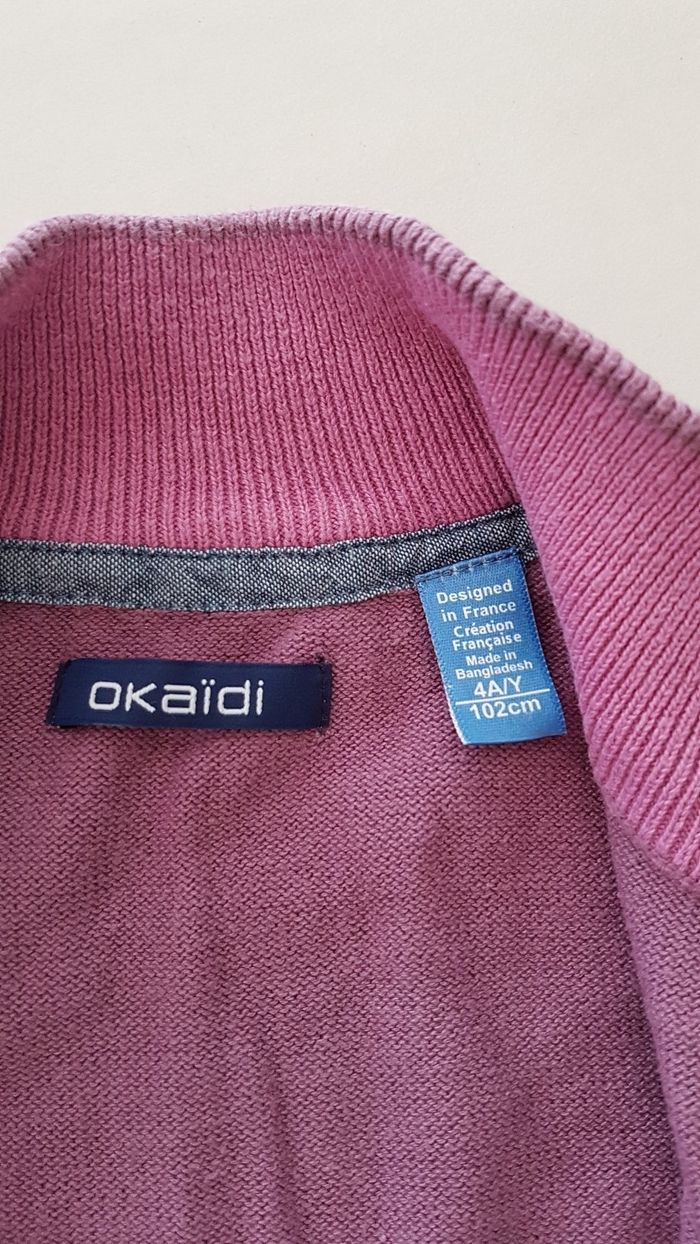 OKaïdi
Designed
in France
Création
Française
Made in
Bangladesh
4A/Y
102cm